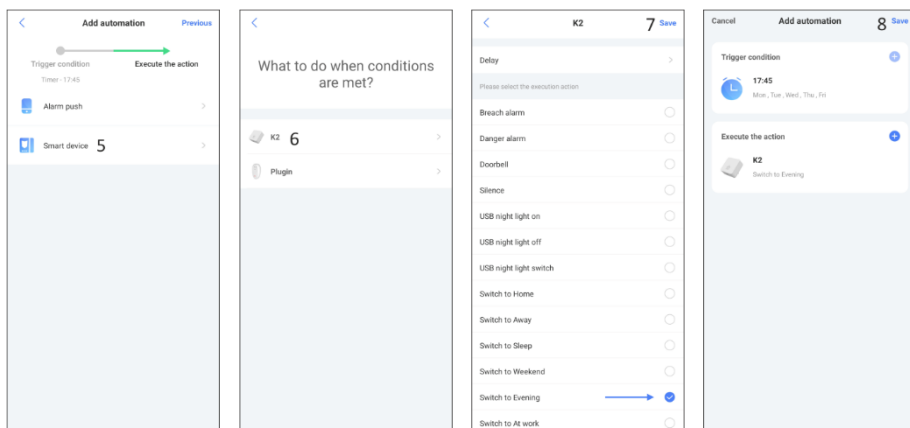 Add automation
Previous
Trigger condition
Execute the action
Timer - 17:45
Alarm push
Smart device 5
What to do when conditions
are met?
K2 6
Plugin
K2
7 Save
Delay
Please select the execution action
Breach alarm
Danger alarm
Doorbell
Silence
USB night light on
USB night light off
USB night light switch
Switch to Home
Switch to Away
Switch to Sleep
Switch to Weekend
Switch to Evening
Switch to At work
Cancel
Add automation
8 Save
Trigger condition
17:45
Mon , Tue , Wed , Thu , Fri
Execute the action
K2
Switch to Evening